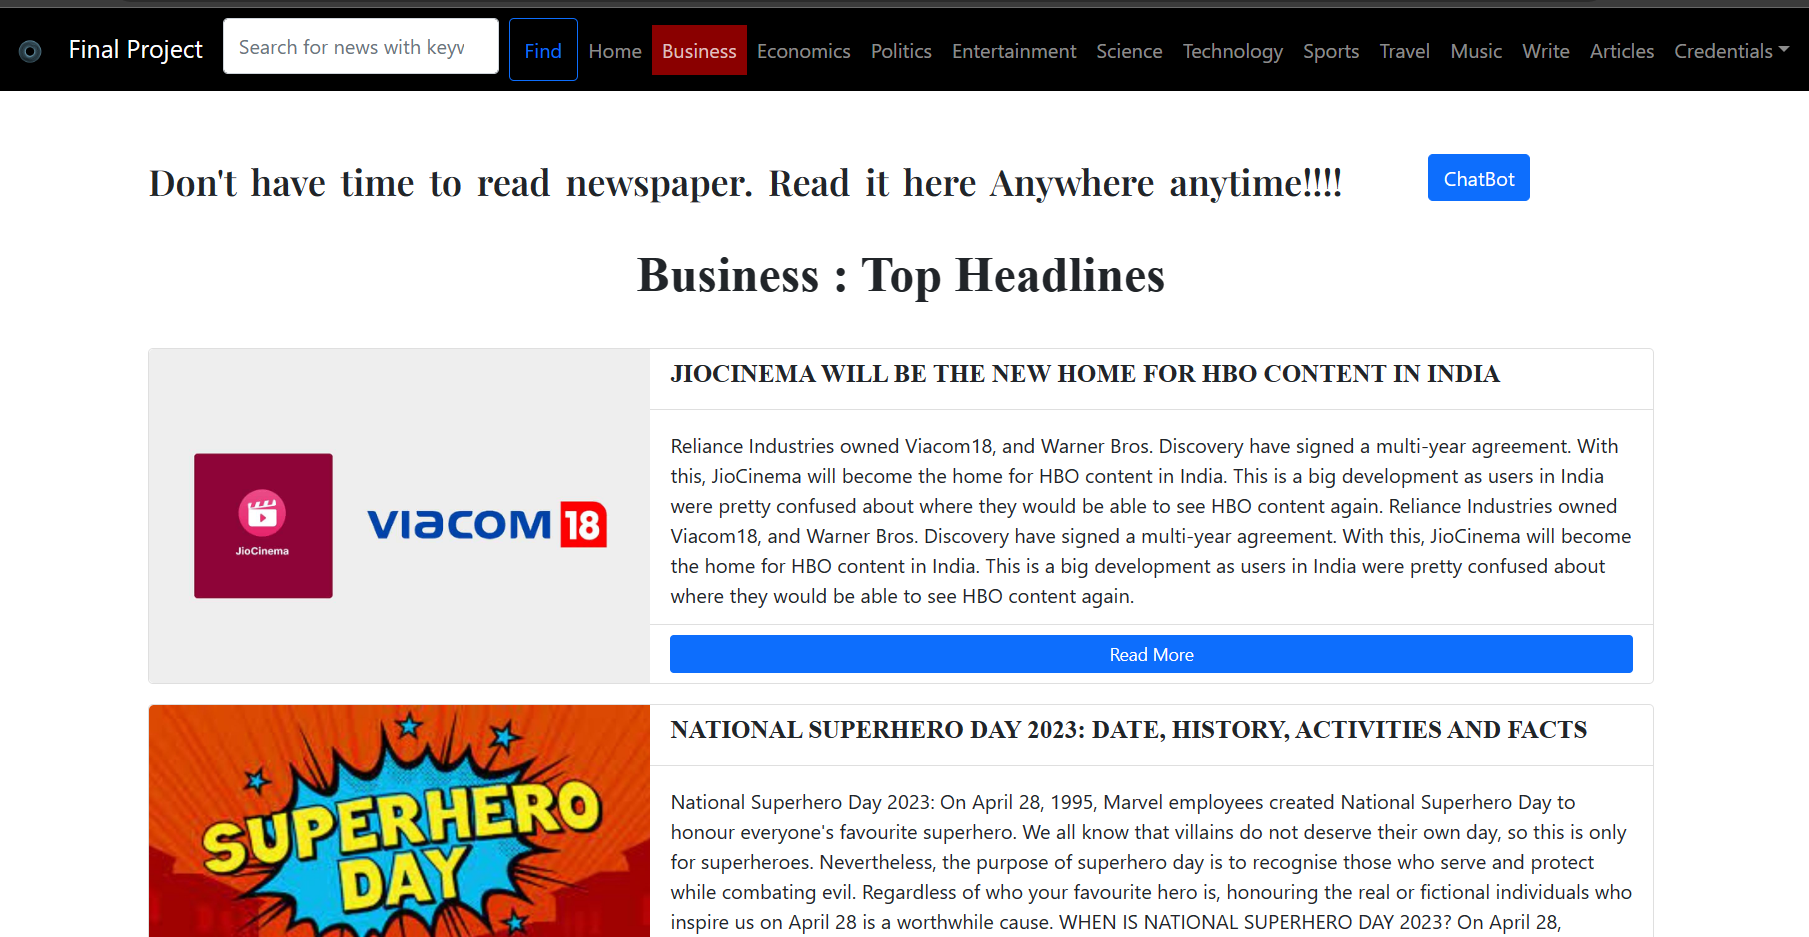 Final Project
Search for news with keyw
Find
Home
Business
Economics
Politics
Entertainment
Science
Technology
Sports
Travel
Music
Write
Articles
Credentials
Don't have time to read newspaper. Read it here Anywhere anytime!!!!
ChatBot
Business : Top Headlines
JioCinema
VIACOM 18
JIOCINEMA WILL BE THE NEW HOME FOR HBO CONTENT IN INDIA
Reliance Industries owned Viacom18, and Warner Bros. Discovery have signed a multi-year agreement. With
this, JioCinema will become the home for HBO content in India. This is a big development as users in India
were pretty confused about where they would be able to see HBO content again. Reliance Industries owned
Viacom18, and Warner Bros. Discovery have signed a multi-year agreement. With this, JioCinema will become
the home for HBO content in India. This is a big development as users in India were pretty confused about
where they would be able to see HBO content again.
Read More
SUPERHERO
DAY
NATIONAL SUPERHERO DAY 2023: DATE, HISTORY, ACTIVITIES AND FACTS
National Superhero Day 2023: On April 28, 1995, Marvel employees created National Superhero Day to
honour everyone's favourite superhero. We all know that villains do not deserve their own day, so this is only
for superheroes. Nevertheless, the purpose of superhero day is to recognise those who serve and protect
while combating evil. Regardless of who your favourite hero is, honouring the real or fictional individuals who
inspire us on April 28 is a worthwhile cause. WHEN IS NATIONAL SUPERHERO DAY 2023? On April 28,